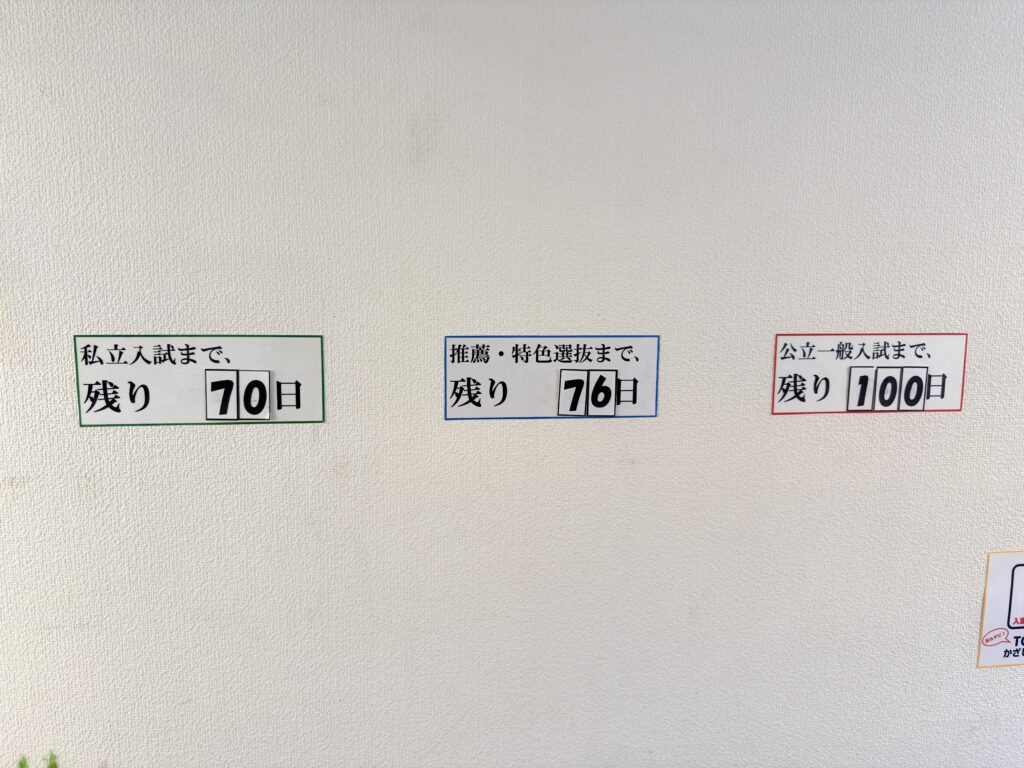 私立入試まで、
残り 70日
推薦・特色選抜まで、
残り 76日
公立一般入試まで、
残り 100日